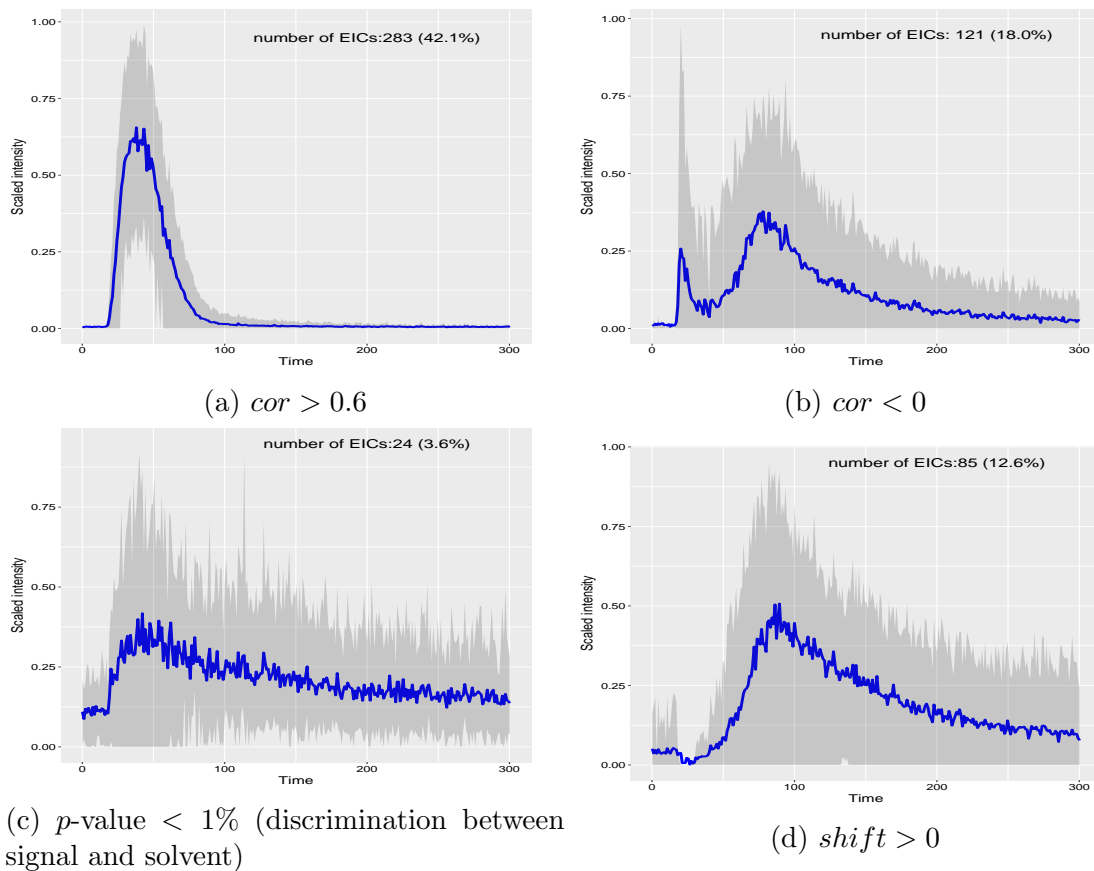 1.00
0.75
0.50
0.25
0.00
Scaled intensity
number of EICs:283 (42.1%)
0
100
200
300
Time
(a) cor > 0.6
1.00
0.75
0.50
0.25
0.00
Scaled intensity
number of EICs: 121 (18.0%)
0
100
200
300
Time
(b) cor < 0
0.75
0.50
0.25
0.00
Scaled intensity
number of EICs:24 (3.6%)
0
100
200
300
Time
(c) p-value < 1% (discrimination between
signal and solvent)
1.00
0.75
0.50
0.25
0.00
Scaled intensity
number of EICs:85 (12.6%)
0
100
200
300
Time
(d) shift > 0